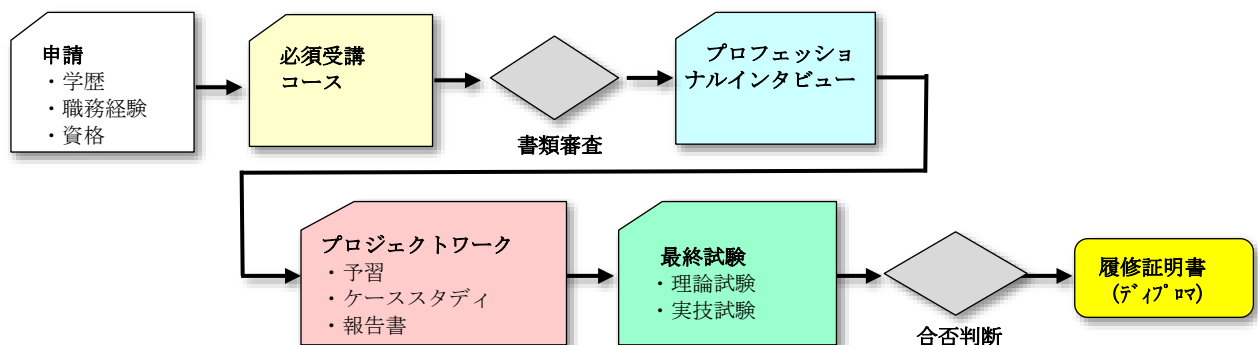 申請
・学歴
・職務経験
・資格
必須受講
コース
書類審査
プロフェッショ
ナルインタビュー
プロジェクトワーク
・予習
・ケーススタディ
・報告書
最終試験
・理論試験
・実技試験
合否判断
履修証明書
(ﾃﾞｨﾌﾟﾛﾏ)